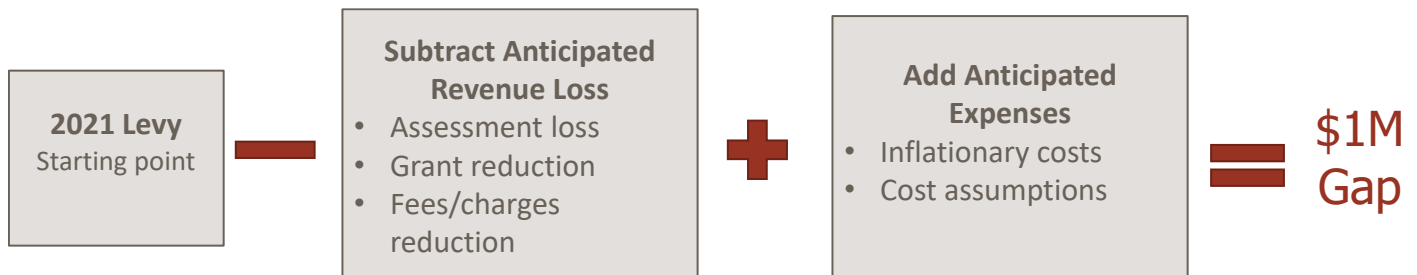 2021 Levy
Starting point
Subtract Anticipated
Revenue Loss
• Assessment loss
• Grant reduction
• Fees/charges
reduction
Add Anticipated
Expenses
• Inflationary costs
• Cost assumptions
$1M
Gap